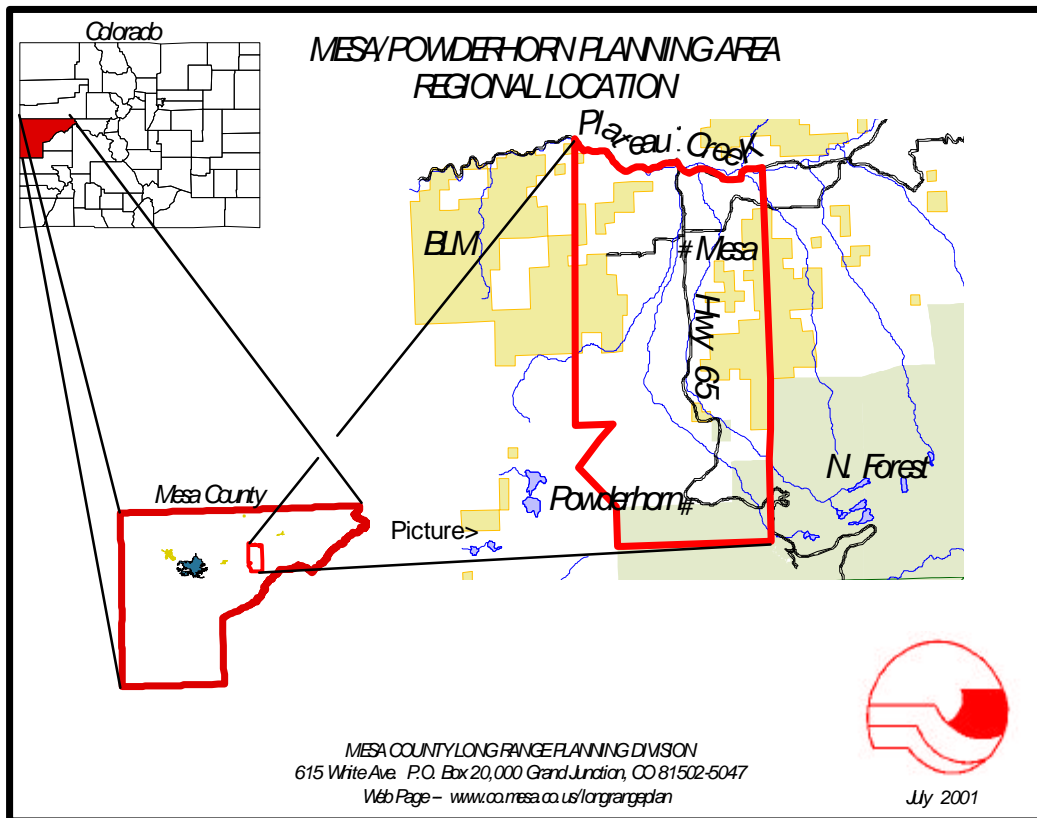 Colorado
MESA/POWDERHORN PLANNING AREA
REGIONAL LOCATION
Plateau Creek
BLM
# Mesa
Hwy 65
N. Forest
Powderhorn#
Mesa County
Picture>
MESA COUNTY LONG RANGE PLANNING DIVISION
615 White Ave. P.O. Box 20,000 Grand Junction, CO 81502-5047
Web Page - www.co.mesa.co.us/longrangeplan
July 2001